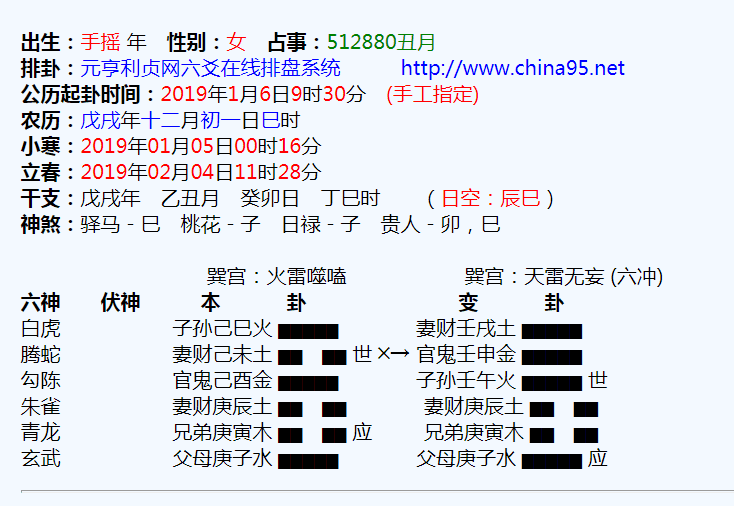 出生：手摇 年 性别：女 占事：512880丑月
排卦：元亨利贞网六爻在线排盘系统 http://www.china95.net
公历起卦时间：2019年1月6日9时30分 (手工指定)
农历：戊戌年十二月初一日巳时
小寒：2019年01月05日00时16分
立春：2019年02月04日11时28分
干支：戊戌年 乙丑月 癸卯日 丁巳时 （日空：辰巳）
神煞：驿马－巳 桃花－子 日禄－子 贵人－卯，巳
巽宫：火雷噬嗑 巽宫：天雷无妄 (六冲)
六神 伏神 本 卦 变 卦
白虎 子孙己巳火 妻财壬戌土
腾蛇 妻财己未土 世 ×→ 官鬼壬申金
勾陈 官鬼己酉金 子孙壬午火 世
朱雀 妻财庚辰土 妻财庚辰土
青龙 兄弟庚寅木 应 兄弟庚寅木
玄武 父母庚子水 父母庚子水 应